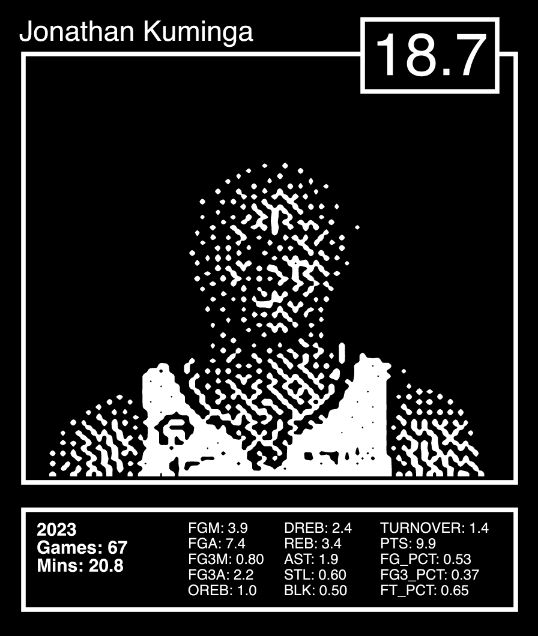 Jonathan Kuminga
18.7
2023
Games: 67
Mins: 20.8
FGM: 3.9
FGA: 7.4
FG3M: 0.80
FG3A: 2.2
OREB: 1.0
DREB: 2.4
REB: 3.4
AST: 1.9
STL: 0.60
BLK: 0.50
TURNOVER: 1.4
PTS: 9.9
FG_PCT: 0.53
FG3_PCT: 0.37
FT_PCT: 0.65